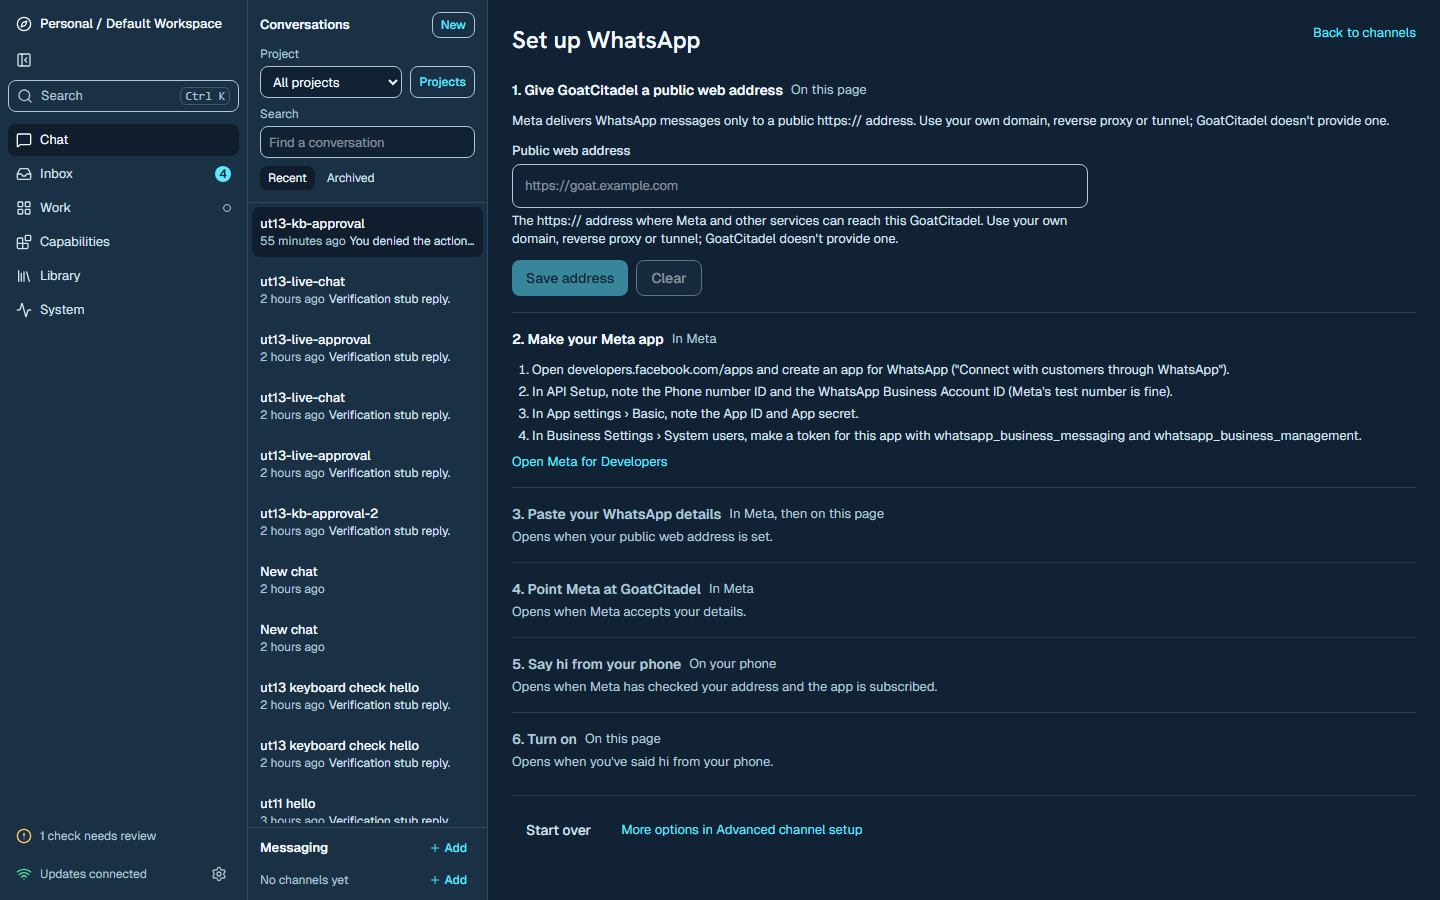 Personal / Default Workspace
Search Ctrl K
Chat
Inbox 4
Work
Capabilities
Library
System
1 check needs review
Updates connected
Conversations New
Project
All projects Projects
Search
Find a conversation
Recent Archived
ut13-kb-approval
55 minutes ago You denied the action...
ut13-live-chat
2 hours ago Verification stub reply.
ut13-live-approval
2 hours ago Verification stub reply.
ut13-live-chat
2 hours ago Verification stub reply.
ut13-live-approval
2 hours ago Verification stub reply.
ut13-kb-approval-2
2 hours ago Verification stub reply.
New chat
2 hours ago
New chat
2 hours ago
ut13 keyboard check hello
2 hours ago Verification stub reply.
ut13 keyboard check hello
2 hours ago Verification stub reply.
ut11 hello
3 hours ago Verification stub reply.
Messaging + Add
No channels yet + Add
Set up WhatsApp
Back to channels
1. Give GoatCitadel a public web address On this page
Meta delivers WhatsApp messages only to a public https:// address. Use your own domain, reverse proxy or tunnel; GoatCitadel doesn't provide one.
Public web address
https://goat.example.com
The https:// address where Meta and other services can reach this GoatCitadel. Use your own
domain, reverse proxy or tunnel; GoatCitadel doesn't provide one.
Save address Clear
2. Make your Meta app In Meta
1. Open developers.facebook.com/apps and create an app for WhatsApp ("Connect with customers through WhatsApp").
2. In API Setup, note the Phone number ID and the WhatsApp Business Account ID (Meta's test number is fine).
3. In App settings › Basic, note the App ID and App secret.
4. In Business Settings › System users, make a token for this app with whatsapp_business_messaging and whatsapp_business_management.
Open Meta for Developers
3. Paste your WhatsApp details In Meta, then on this page
Opens when your public web address is set.
4. Point Meta at GoatCitadel In Meta
Opens when Meta accepts your details.
5. Say hi from your phone On your phone
Opens when Meta has checked your address and the app is subscribed.
6. Turn on On this page
Opens when you've said hi from your phone.
Start over More options in Advanced channel setup